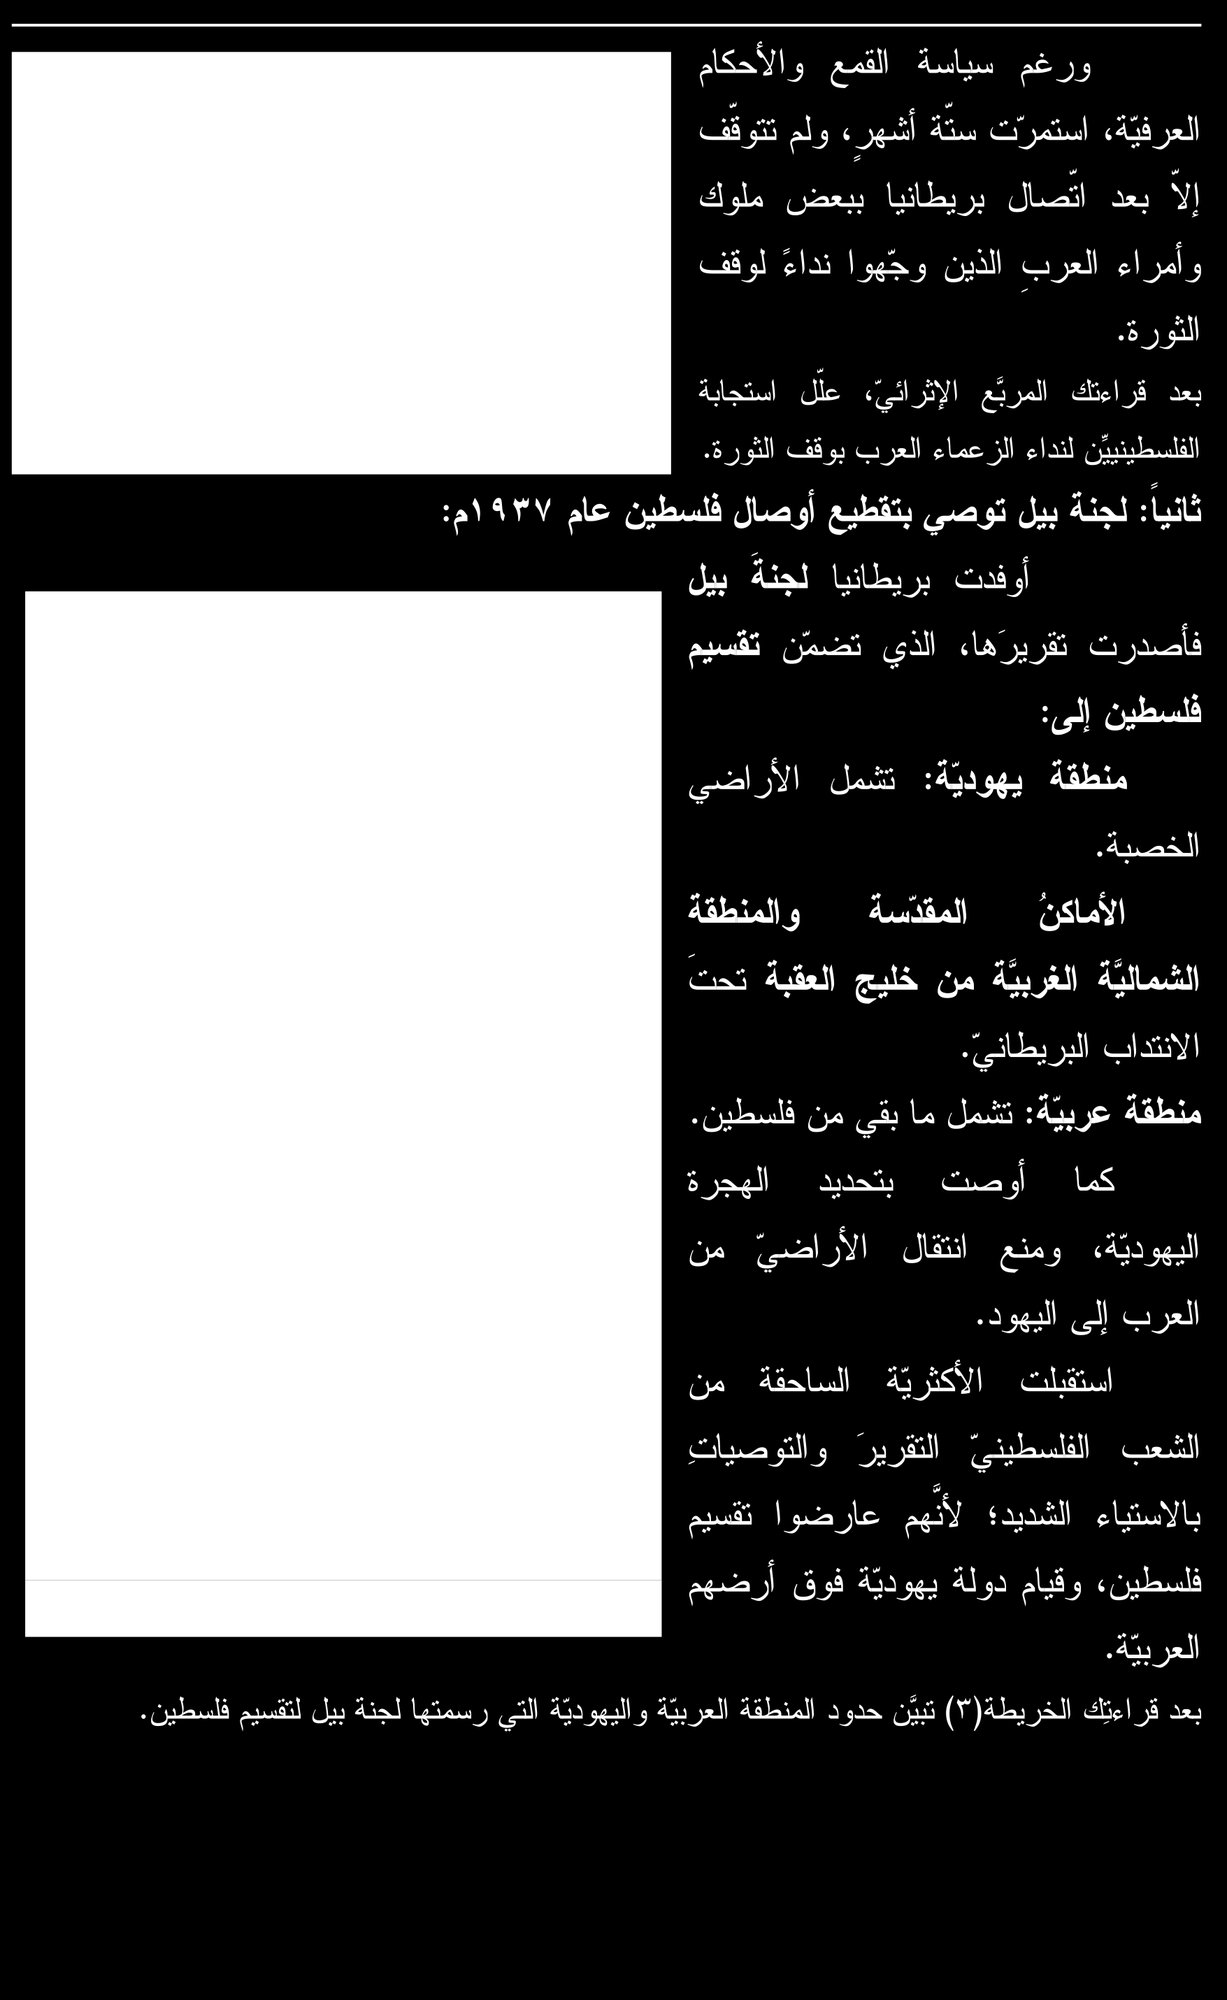 ورغم سياسة القمع والأحكام
العرفيّة، استمرّت ستّة أشهرٍ، ولم تتوقّف
إلاّ بعد اتّصال بريطانيا ببعض ملوك
وأمراء العربِ الذين وجّهوا نداءً لوقف
الثورة.
بعد قراءتك المربَّع الإثرائيّ، علّل استجابة
الفلسطينييِّن لنداء الزعماء العرب بوقف الثورة.
ثانياً: لجنة بيل توصي بتقطيع أوصال فلسطين عام ١٩٣٧م:
أوفدت بريطانيا لجنةَ بيل
فأصدرت تقريرَها، الذي تضمّن تقسيم
فلسطين إلى:
منطقة يهوديّة: تشمل الأراضي
الخصبة.
الأماكنُ المقدّسة والمنطقة
الشماليَّة الغربيَّة من خليج العقبة تحتَ
الانتداب البريطانيّ.
منطقة عربيّة: تشمل ما بقي من فلسطين.
كما أوصت بتحديد الهجرة
اليهوديّة، ومنع انتقال الأراضيّ من
العرب إلى اليهود.
استقبلت الأكثريّة الساحقة من
الشعب الفلسطينيّ التقريرَ والتوصياتِ
بالاستياء الشديد؛ لأنَّهم عارضوا تقسيم
فلسطين، وقيام دولة يهوديّة فوق أرضهم
العربيّة.
بعد قراءتِك الخريطة(٣) تبيَّن حدود المنطقة العربيّة واليهوديّة التي رسمتها لجنة بيل لتقسيم فلسطين.